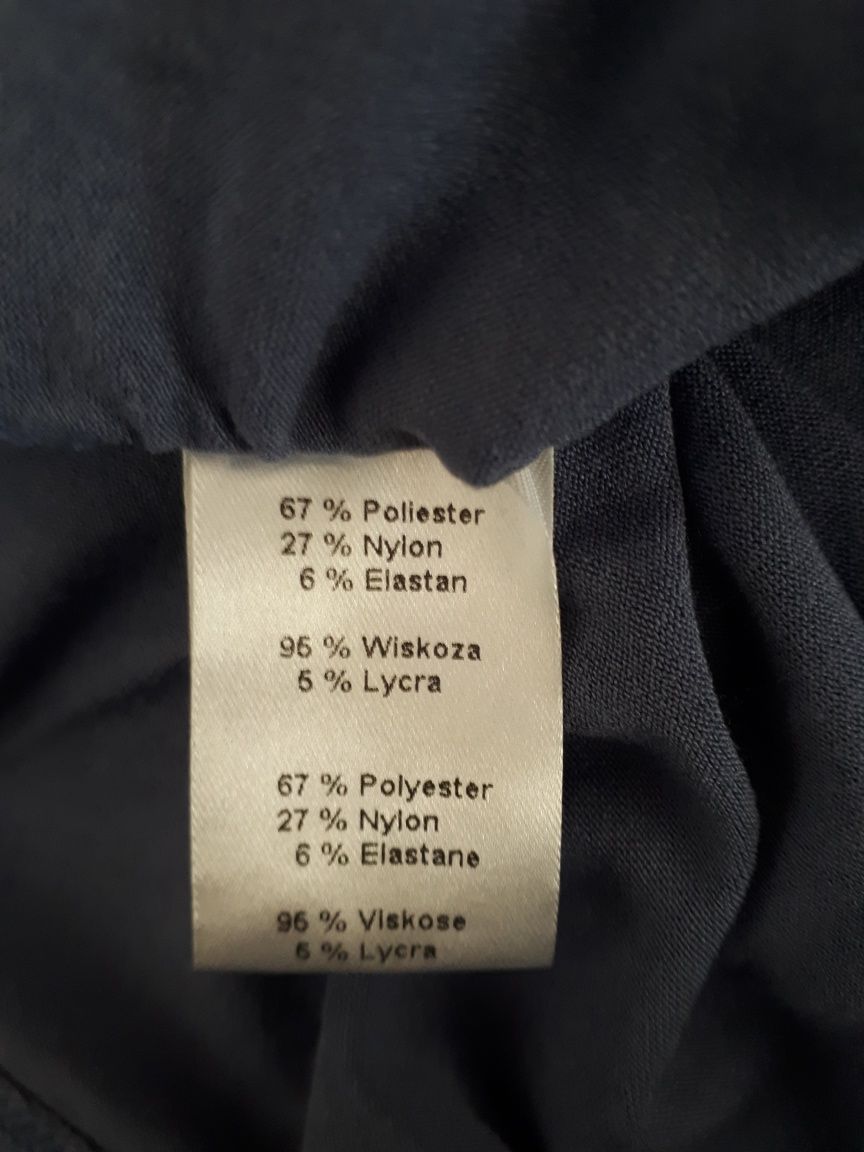 67 % Poliester
27 % Nylon
6 % Elastan
95 % Wiskoza
5 % Lycra
67 % Polyester
27 % Nylon
6 % Elastane
95 % Viskose
5 % Lycra